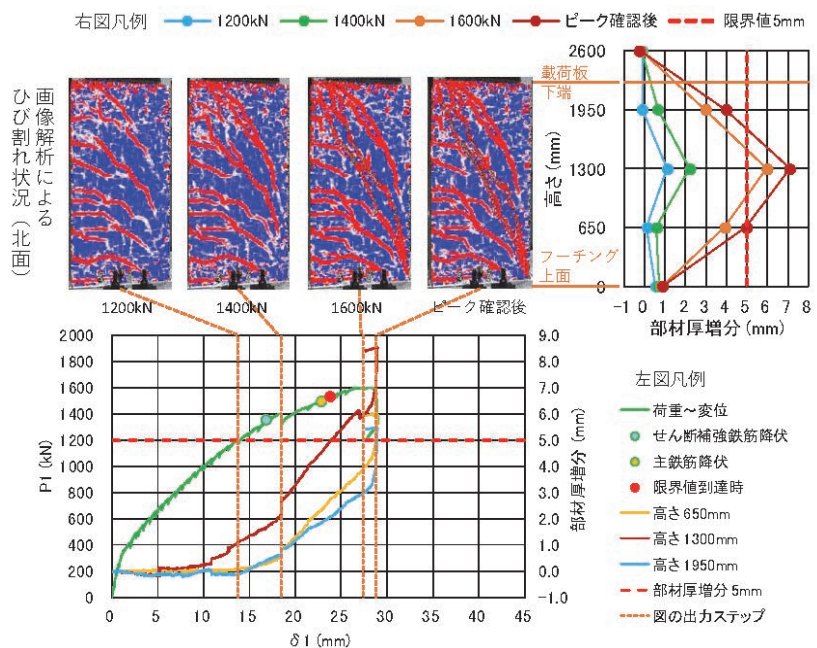 右図凡例 1200kN 1400kN 1600kN ピーク確認後 限界値5mm
画像解析による
ひび割れ状況（北面）
1200kN 1400kN 1600kN ピーク確認後
高さ (mm)
2600
載荷板
下端
1950
1300
650
フーチング
上面
0
-1 0 1 2 3 4 5 6 7 8
部材厚増分 (mm)
P1 (kN)
2000
1800
1600
1400
1200
1000
800
600
400
200
0
0 5 10 15 20 25 30 35 40 45
δ1 (mm)
9.0
8.0
7.0
6.0
5.0
4.0
3.0
2.0
1.0
0.0
-1.0
部材厚増分 (mm)
左図凡例
荷重～変位
せん断補強鉄筋降伏
主鉄筋降伏
限界値到達時
高さ650mm
高さ1300mm
高さ1950mm
部材厚増分5mm
図の出力ステップ